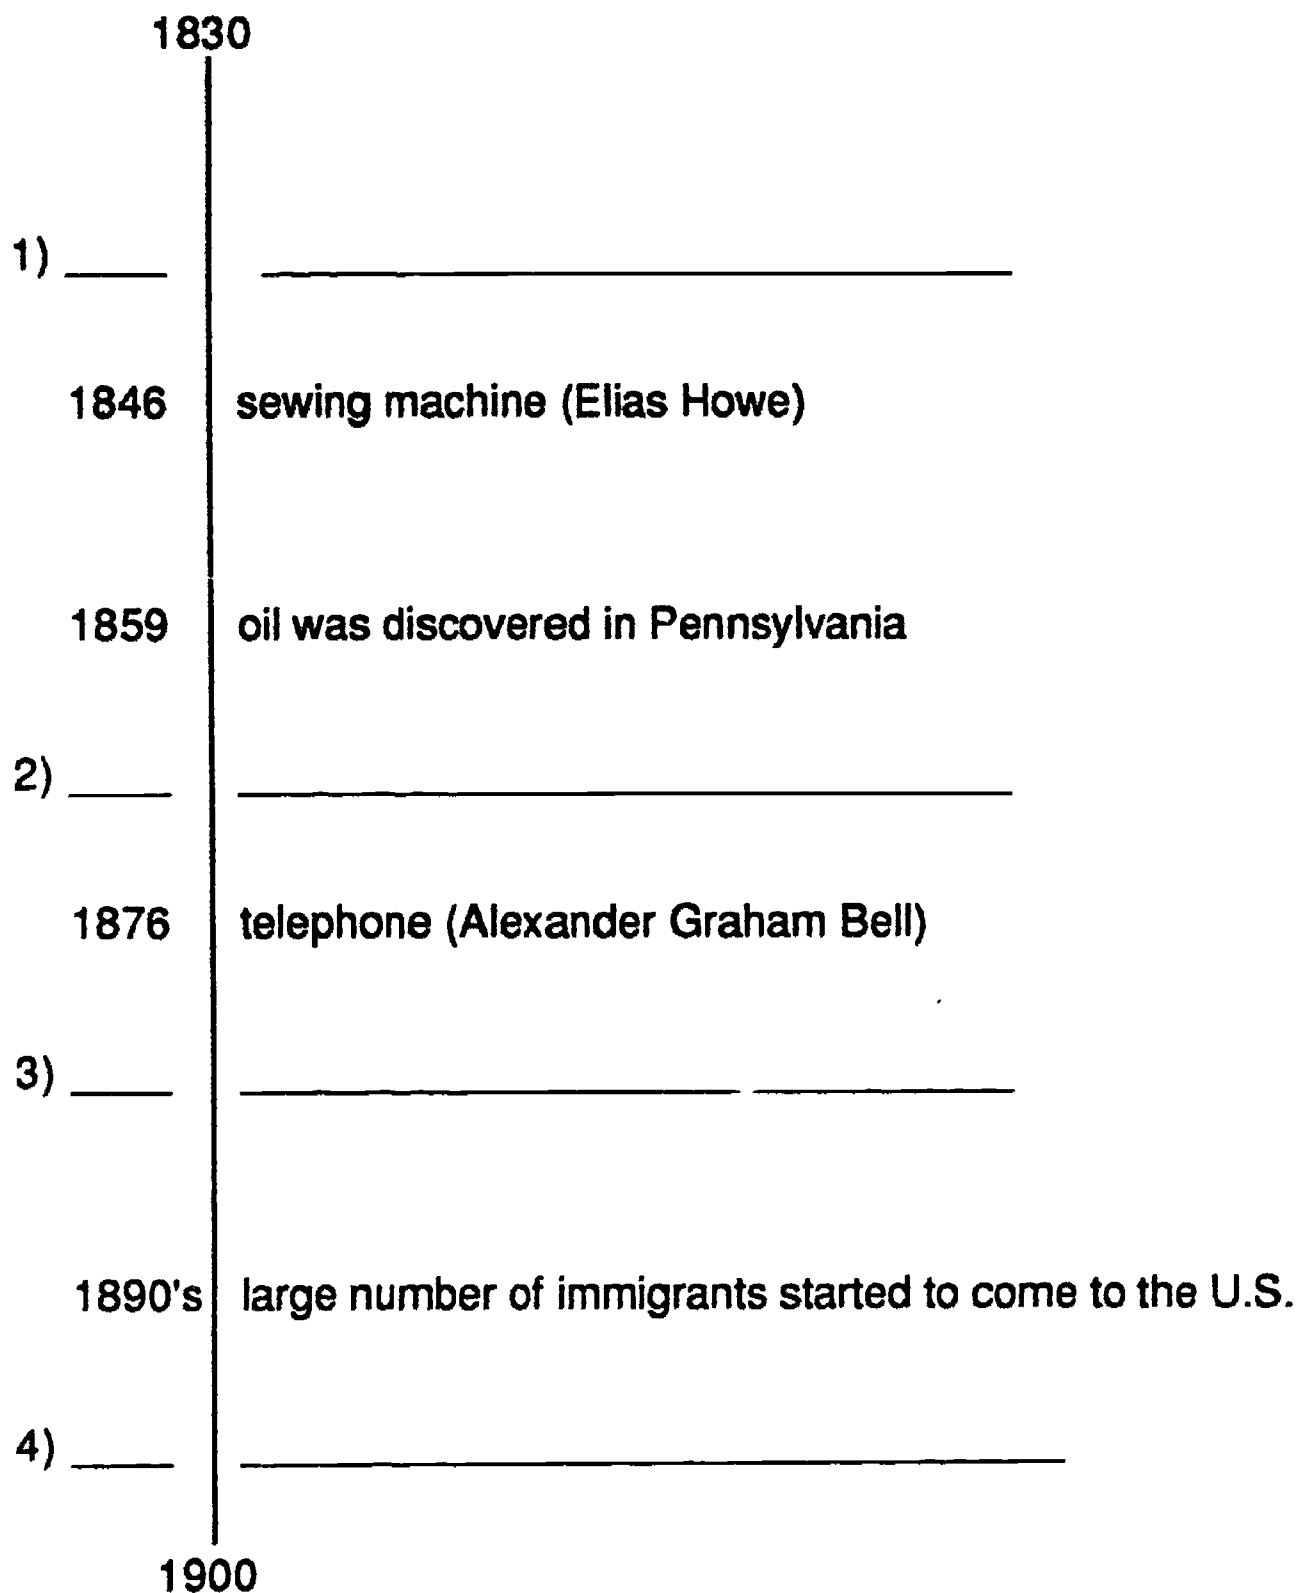 1830
1)
1846 sewing machine (Elias Howe)
1859 oil was discovered in Pennsylvania
2)
1876 telephone (Alexander Graham Bell)
3)
1890's large number of immigrants started to come to the U.S.
4)
1900